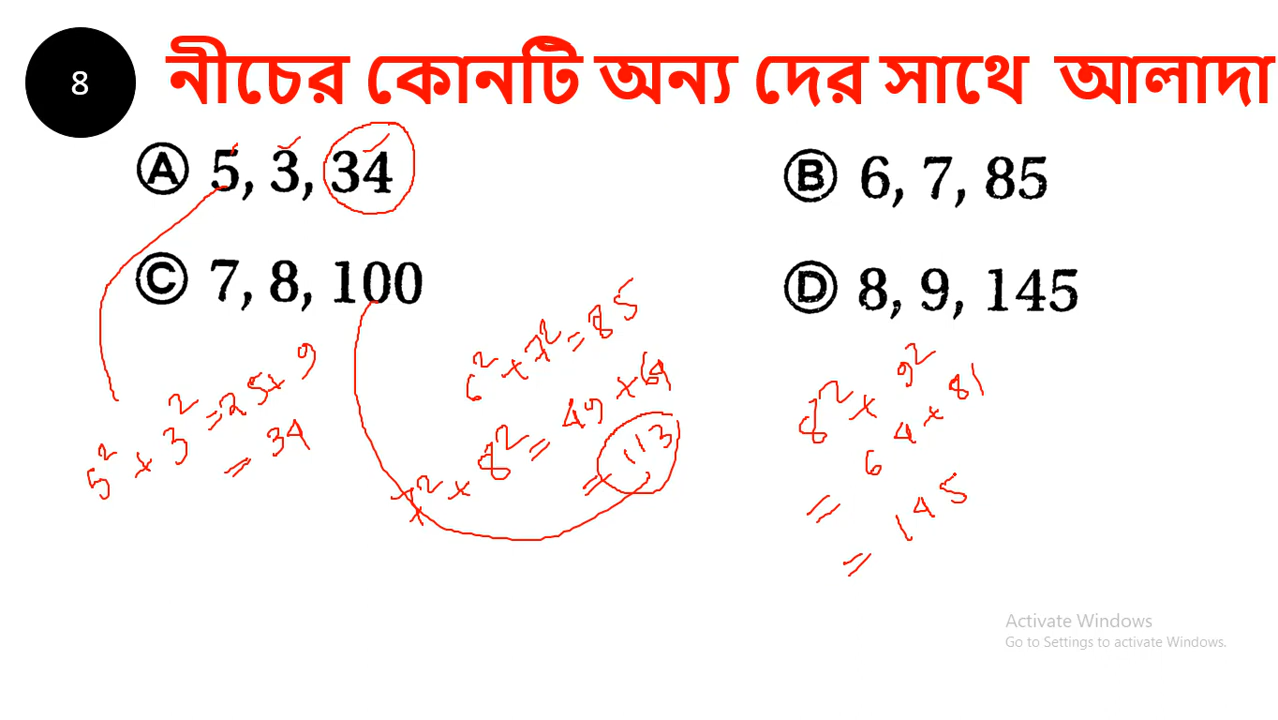 8 নীচের কোনটি অন্য দের সাথে আলাদা
Ⓐ 5, 3, 34
Ⓑ 6, 7, 85
Ⓒ 7, 8, 100
Ⓓ 8, 9, 145
5² + 3² = 25 + 9
= 34
6² + 7² = 85
7² + 8² = 49 + 64
= 113
8² + 9²
= 64 + 81
= 145
Activate Windows
Go to Settings to activate Windows.